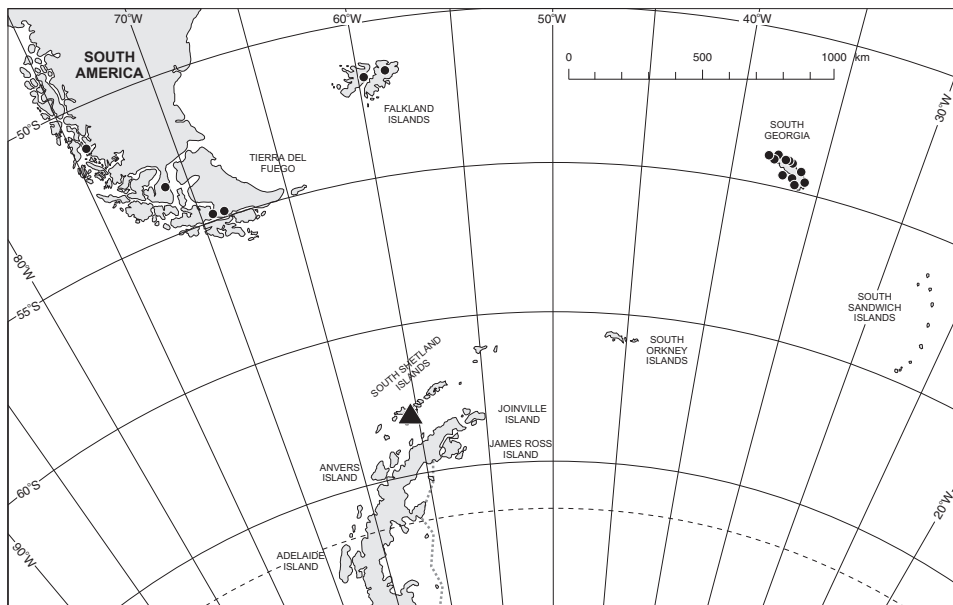 70°W
60°W
50°W
40°W
SOUTH
AMERICA
0
500
1000
km
FALKLAND
ISLANDS
30°W
50°S
SOUTH
GEORGIA
TIERRA DEL
FUEGO
80°W
55°S
SOUTH
SANDWICH
ISLANDS
SOUTH SHETLAND
ISLANDS
SOUTH
ORKNEY
ISLANDS
JOINVILLE
ISLAND
JAMES ROSS
ISLAND
ANVERS
ISLAND
60°S
20°W
90°W
ADELAIDE
ISLAND